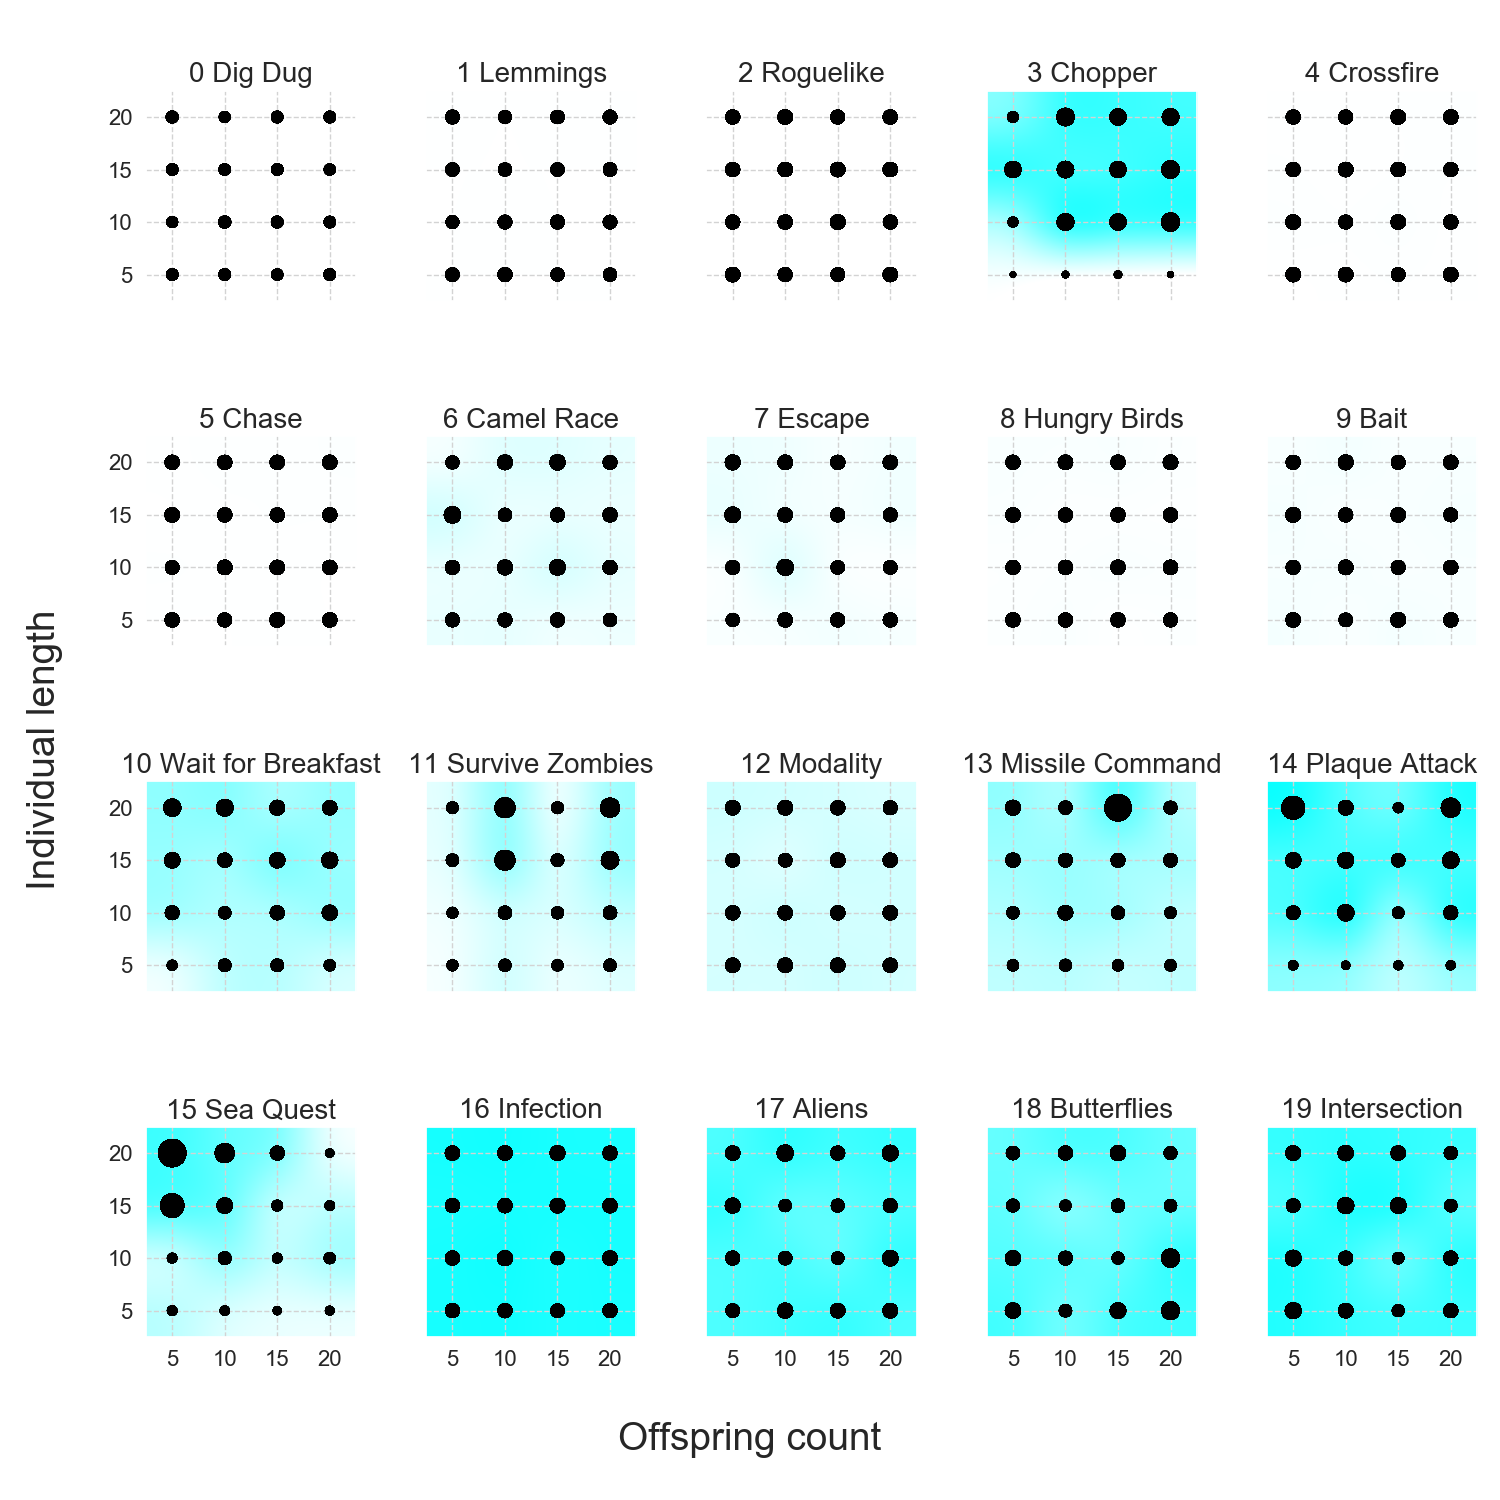 0 Dig Dug
1 Lemmings
2 Roguelike
3 Chopper
4 Crossfire
20
15
10
5
5 Chase
6 Camel Race
7 Escape
8 Hungry Birds
9 Bait
20
15
10
5
Individual length
10 Wait for Breakfast
11 Survive Zombies
12 Modality
13 Missile Command
14 Plaque Attack
20
15
10
5
15 Sea Quest
16 Infection
17 Aliens
18 Butterflies
19 Intersection
20
15
10
5
5 10 15 20
5 10 15 20
5 10 15 20
5 10 15 20
5 10 15 20
Offspring count